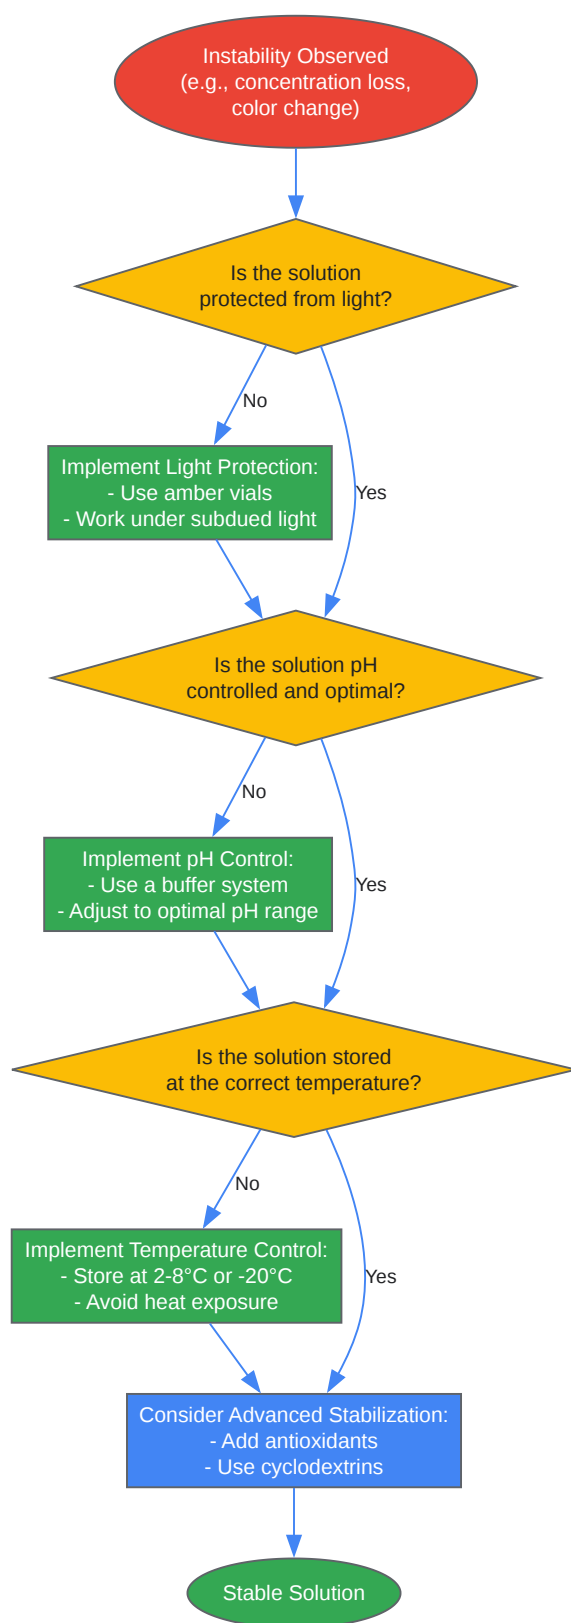 Instability Observed
(e.g., concentration loss,
color change)
Is the solution
protected from light?
No
Implement Light Protection:
- Use amber vials
- Work under subdued light
Yes
Is the solution pH
controlled and optimal?
No
Implement pH Control:
- Use a buffer system
- Adjust to optimal pH range
Yes
Is the solution stored
at the correct temperature?
No
Implement Temperature Control:
- Store at 2-8°C or -20°C
- Avoid heat exposure
Yes
Consider Advanced Stabilization:
- Add antioxidants
- Use cyclodextrins
Stable Solution